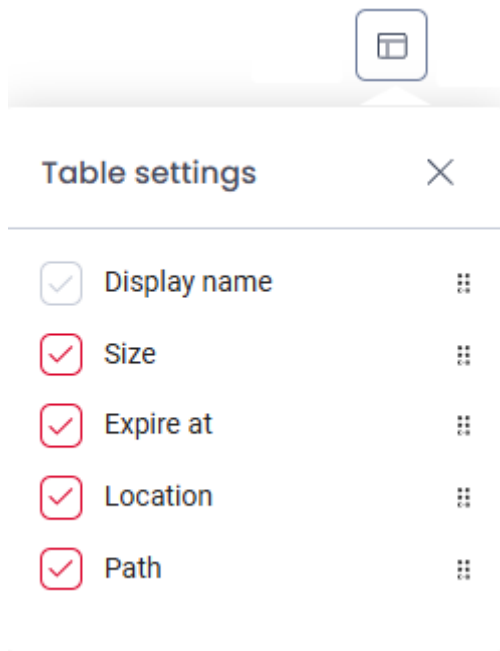 Table settings
Display name
Size
Expire at
Location
Path